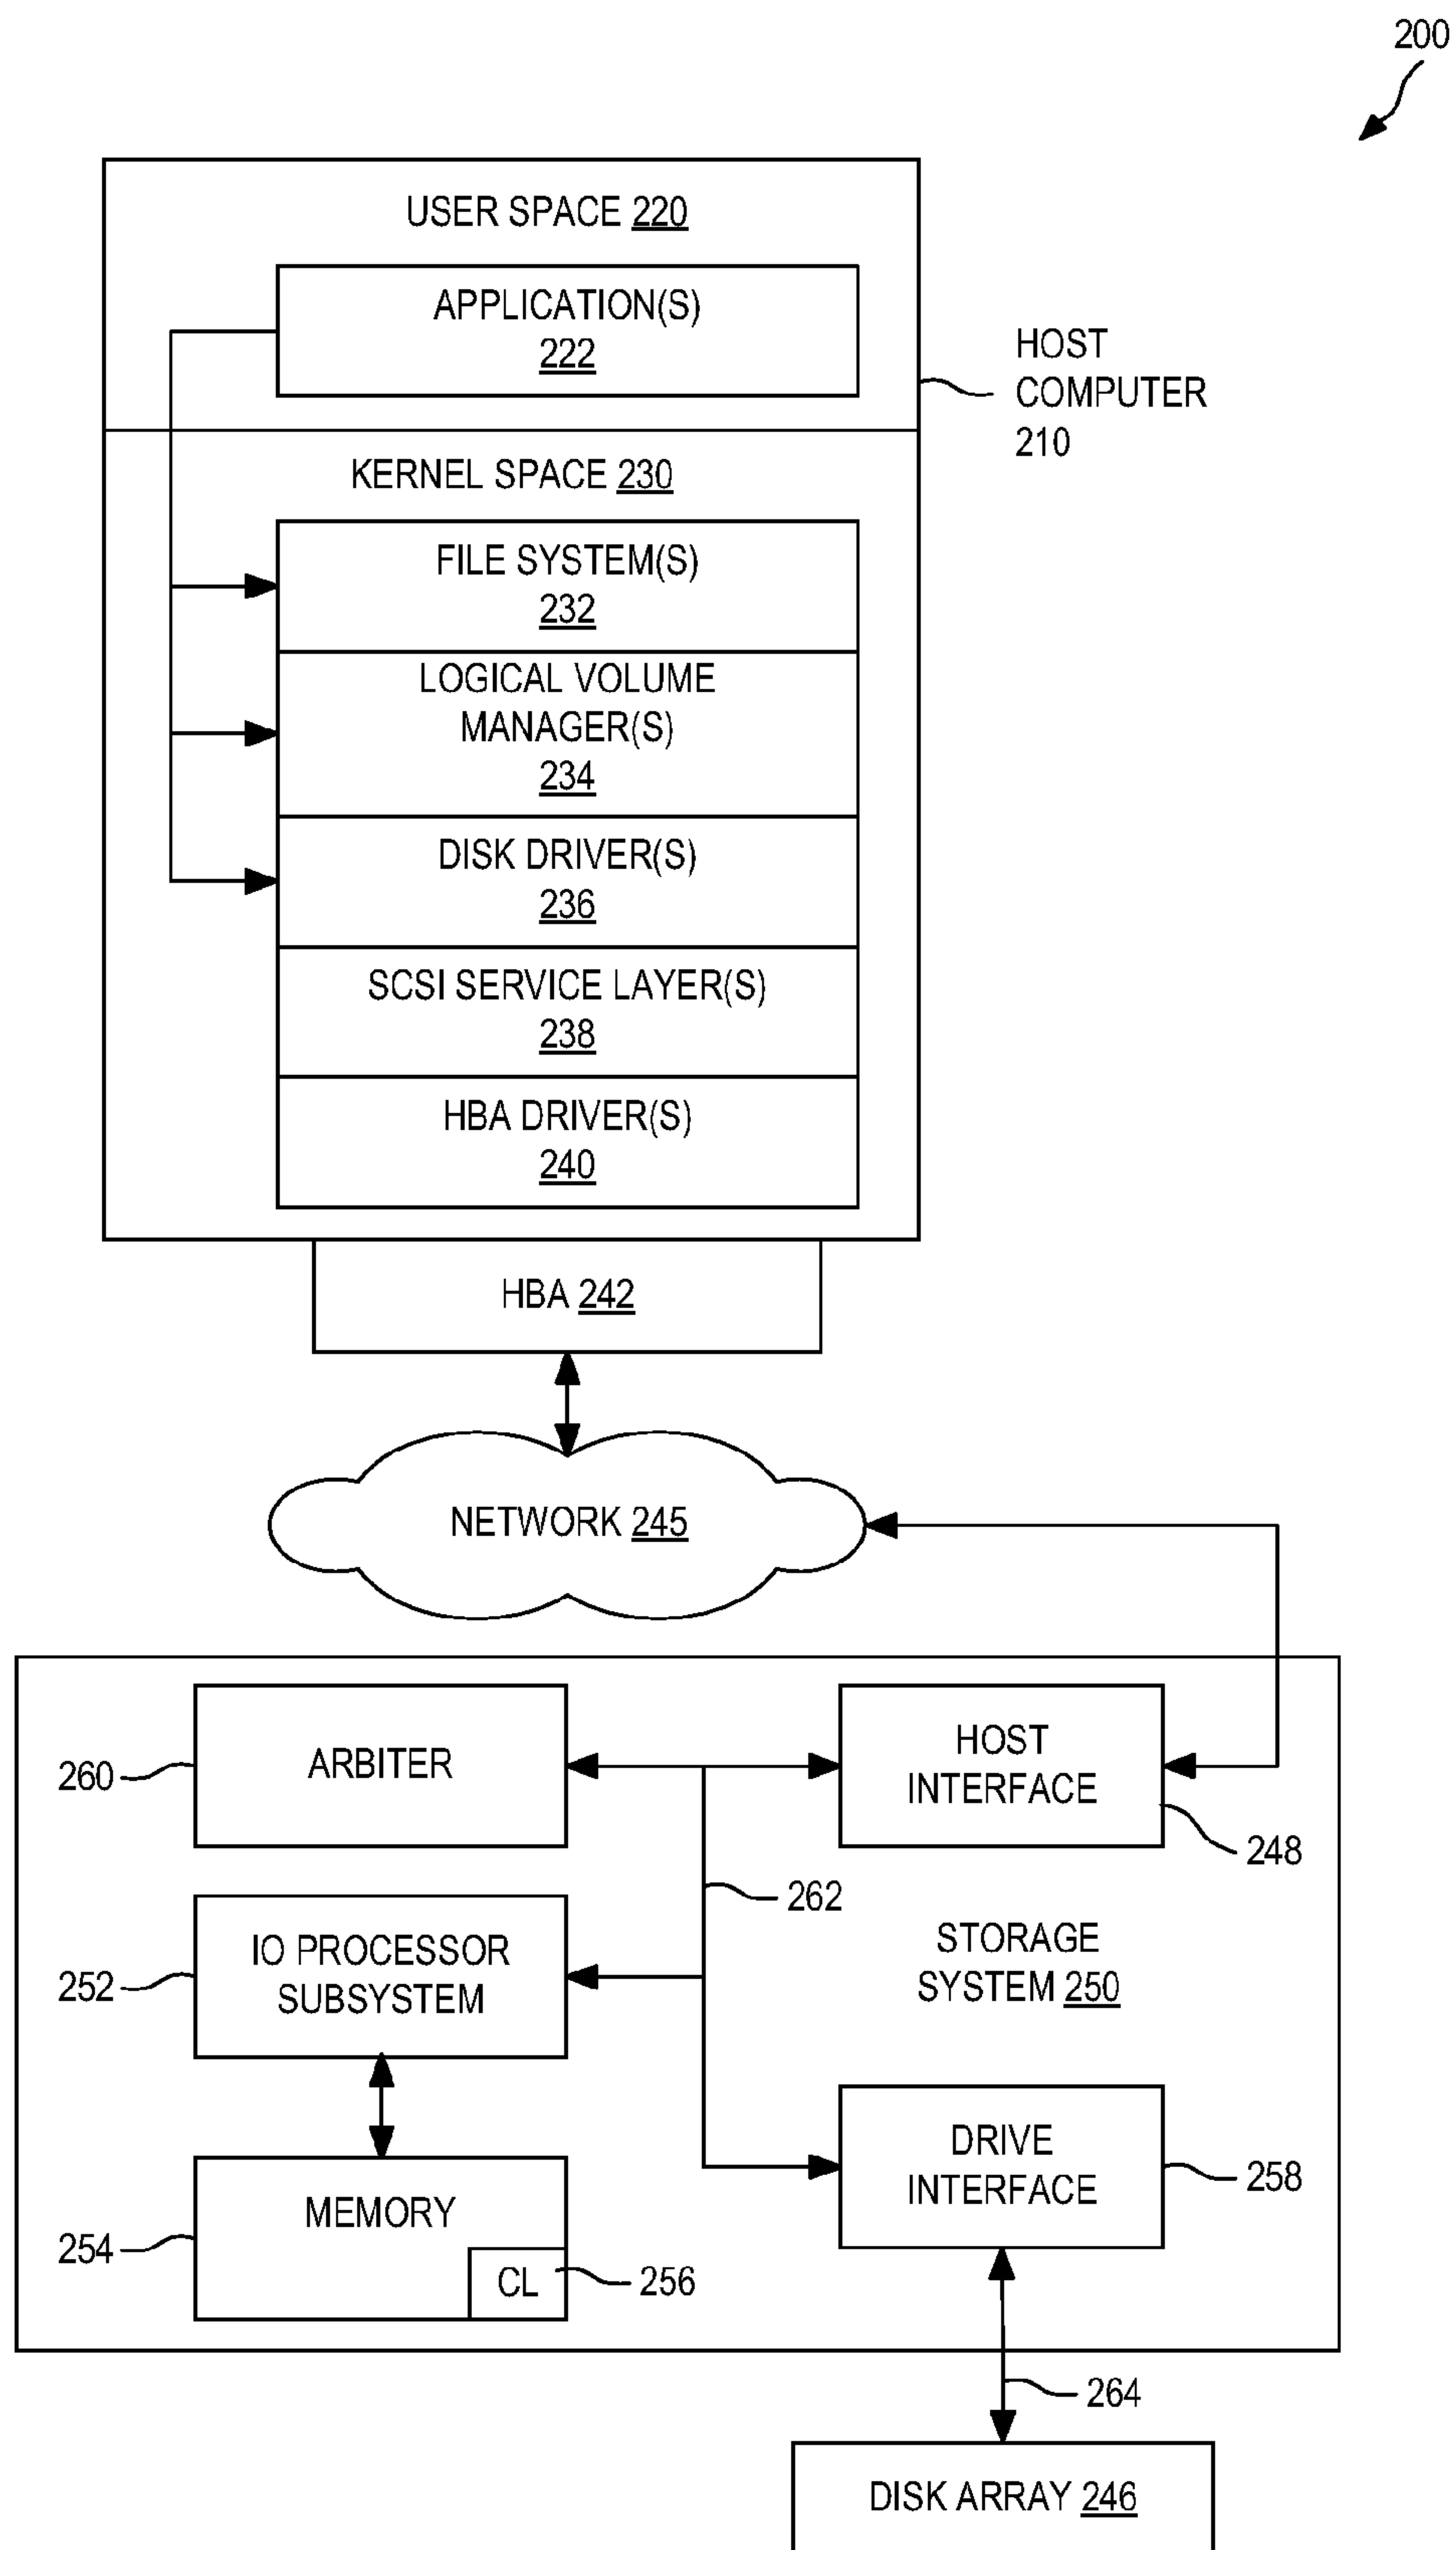 200
USER SPACE 220
APPLICATION(S)
222
HOST
COMPUTER
210
KERNEL SPACE 230
FILE SYSTEM(S)
232
LOGICAL VOLUME
MANAGER(S)
234
DISK DRIVER(S)
236
SCSI SERVICE LAYER(S)
238
HBA DRIVER(S)
240
HBA 242
NETWORK 245
ARBITER
260
HOST
INTERFACE
248
262
IO PROCESSOR
SUBSYSTEM
252
STORAGE
SYSTEM 250
DRIVE
INTERFACE
258
MEMORY
254
CL
256
264
DISK ARRAY 246